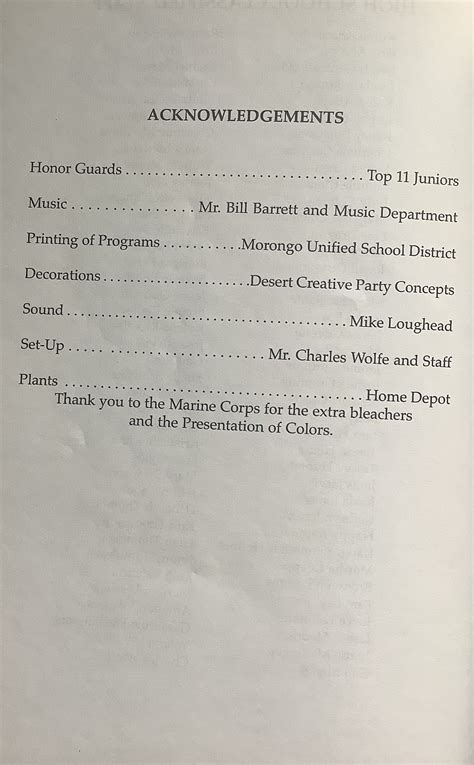 ACKNOWLEDGEMENTS
Honor Guards . . . . . . . . . . . . . . . . . . . . . . . . . . . . . . . . . Top 11 Juniors
Music . . . . . . . . . . . . . . . . Mr. Bill Barrett and Music Department
Printing of Programs . . . . . . . . . . .Morongo Unified School District
Decorations . . . . . . . . . . . . . . . . . . . . .Desert Creative Party Concepts
Sound . . . . . . . . . . . . . . . . . . . . . . . . . . . . . . . . . . . . . . . Mike Loughead
Set-Up . . . . . . . . . . . . . . . . . . . . . . . . . . . . Mr. Charles Wolfe and Staff
Plants . . . . . . . . . . . . . . . . . . . . . . . . . . . . . . . . . . . . . . . . . . Home Depot
Thank you to the Marine Corps for the extra bleachers
and the Presentation of Colors.